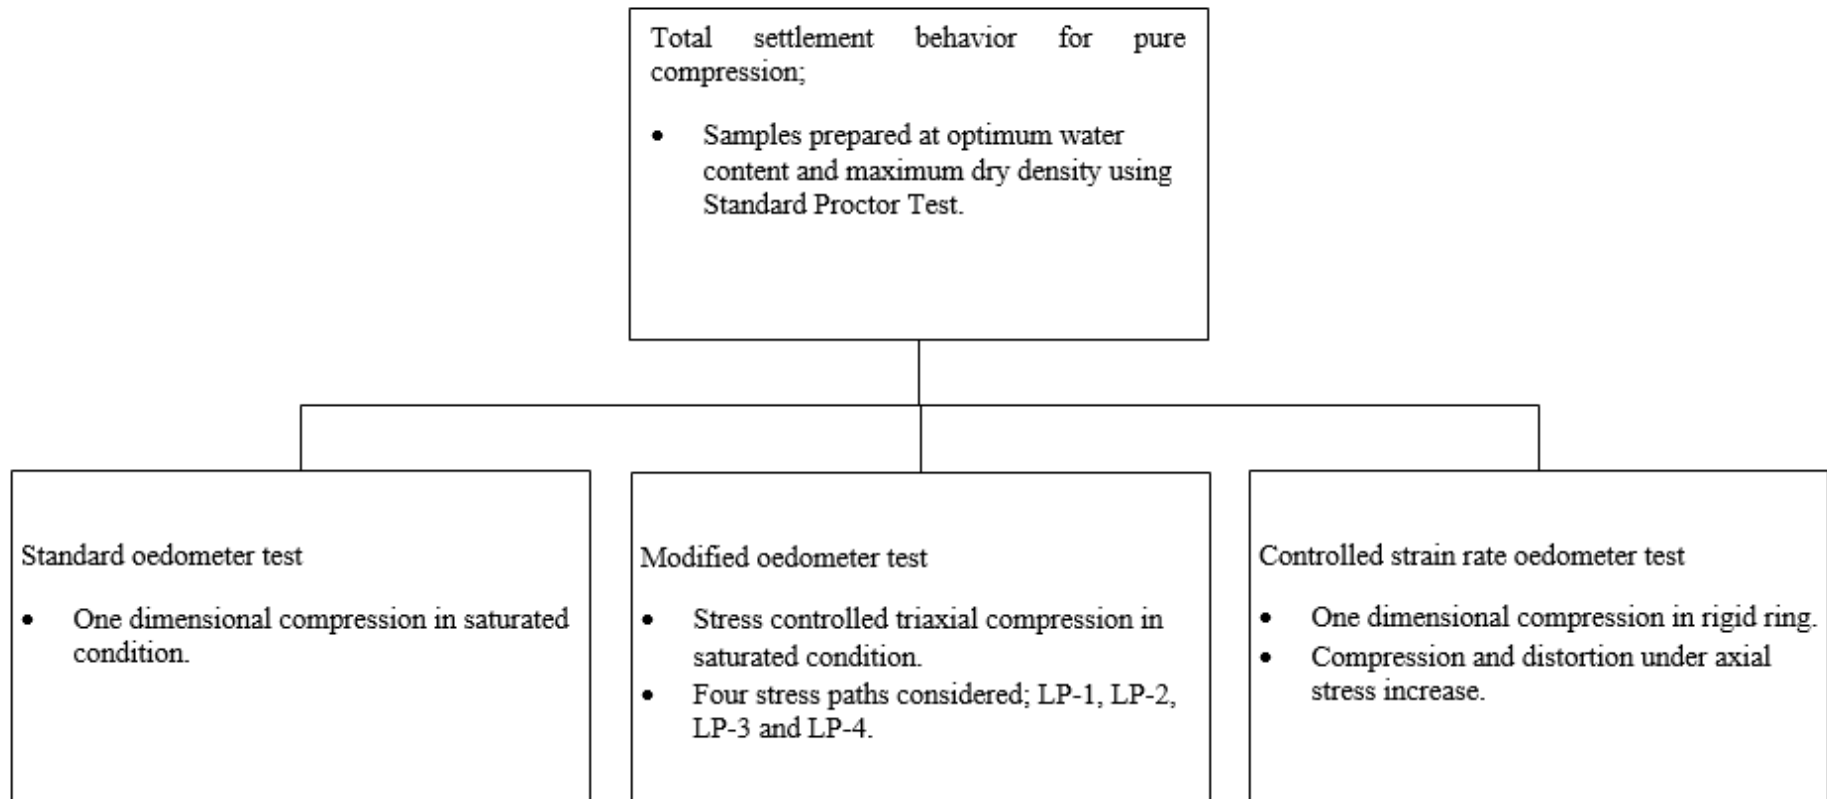 Total settlement behavior for pure
compression;
• Samples prepared at optimum water
content and maximum dry density using
Standard Proctor Test.
Standard oedometer test
• One dimensional compression in saturated
condition.
Modified oedometer test
• Stress controlled triaxial compression in
saturated condition.
• Four stress paths considered; LP-1, LP-2,
LP-3 and LP-4.
Controlled strain rate oedometer test
• One dimensional compression in rigid ring.
• Compression and distortion under axial
stress increase.